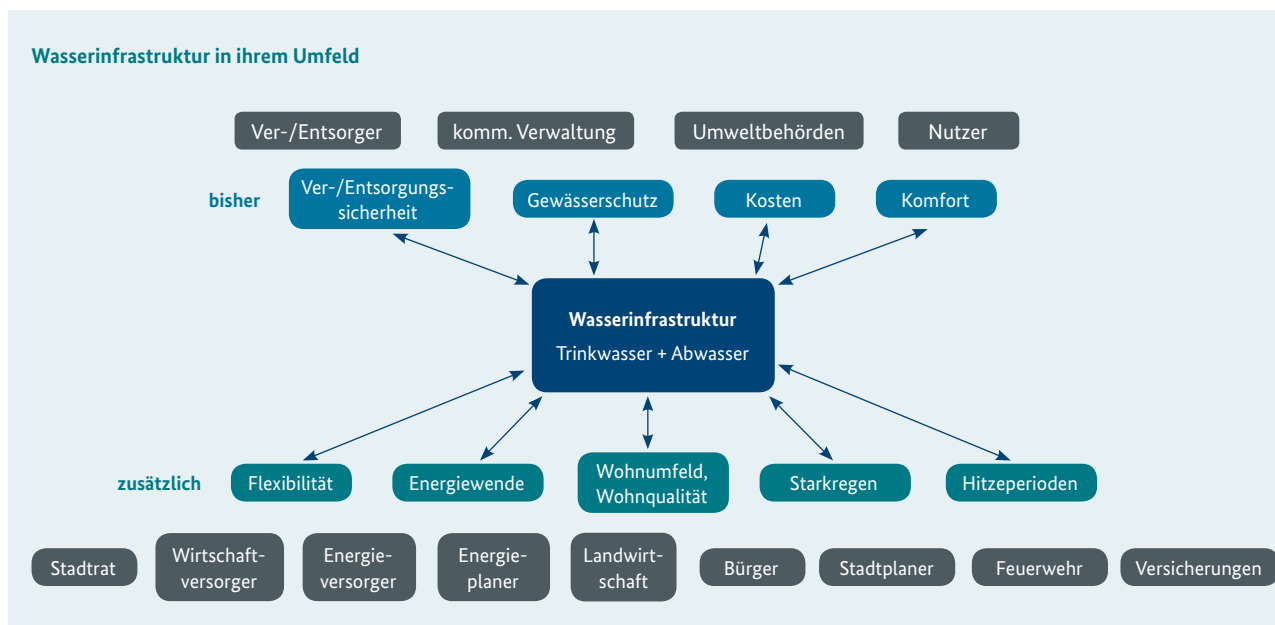 Wasserinfrastruktur in ihrem Umfeld
Ver-/Entsorger
komm. Verwaltung
Umweltbehörden
Nutzer
bisher
Ver-/Entsorgungs-
sicherheit
Gewässerschutz
Kosten
Komfort
Wasserinfrastruktur
Trinkwasser + Abwasser
zusätzlich
Flexibilität
Energiewende
Wohnumfeld,
Wohnqualität
Starkregen
Hitzeperioden
Stadtrat
Wirtschaft-
versorger
Energie-
versorger
Energie-
planer
Landwirt-
schaft
Bürger
Stadtplaner
Feuerwehr
Versicherungen